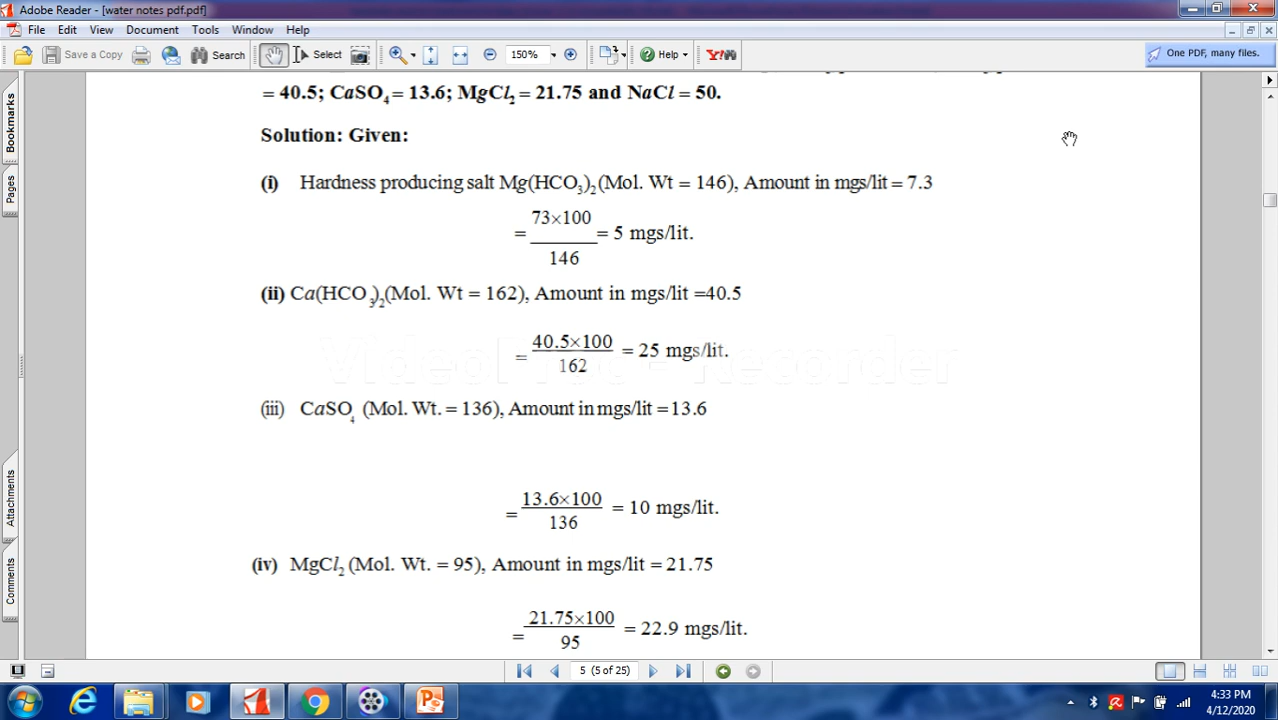 Adobe Reader - [water notes pdf.pdf]
File Edit View Document Tools Window Help
Save a Copy Search Select 150% Help Y! One PDF, many files.
Bookmarks
Pages
Attachments
Comments
= 40.5; CaSO4 = 13.6; MgCl2 = 21.75 and NaCl = 50.
Solution: Given:
(i) Hardness producing salt Mg(HCO3)2 (Mol. Wt = 146), Amount in mgs/lit = 7.3
= 73×100 / 146 = 5 mgs/lit.
(ii) Ca(HCO3)2(Mol. Wt = 162), Amount in mgs/lit =40.5
= 40.5×100 / 162 = 25 mgs/lit.
(iii) CaSO4 (Mol. Wt. = 136), Amount in mgs/lit =13.6
= 13.6×100 / 136 = 10 mgs/lit.
(iv) MgCl2 (Mol. Wt. = 95), Amount in mgs/lit = 21.75
= 21.75×100 / 95 = 22.9 mgs/lit.
5 (5 of 25)
4:33 PM
4/12/2020